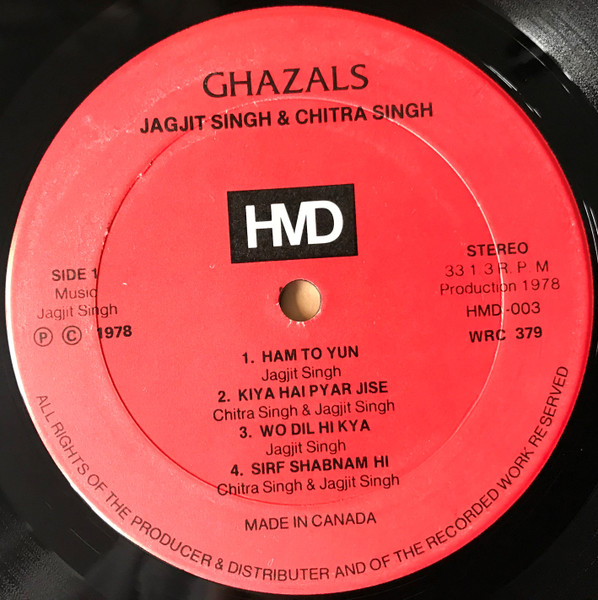 GHAZALS
JAGJIT SINGH & CHITRA SINGH
HMD
SIDE 1
Music
Jagjit Singh
Ⓟ Ⓒ 1978
STEREO
33 1.3 R. P. M
Production 1978
HMD-003
WRC 379
1. HAM TO YUN
Jagjit Singh
2. KIYA HAI PYAR JISE
Chitra Singh & Jagjit Singh
3. WO DIL HI KYA
Jagjit Singh
4. SIRF SHABNAM HI
Chitra Singh & Jagjit Singh
MADE IN CANADA
ALL RIGHTS OF THE PRODUCER & DISTRIBUTER AND OF THE RECORDED WORK RESERVED